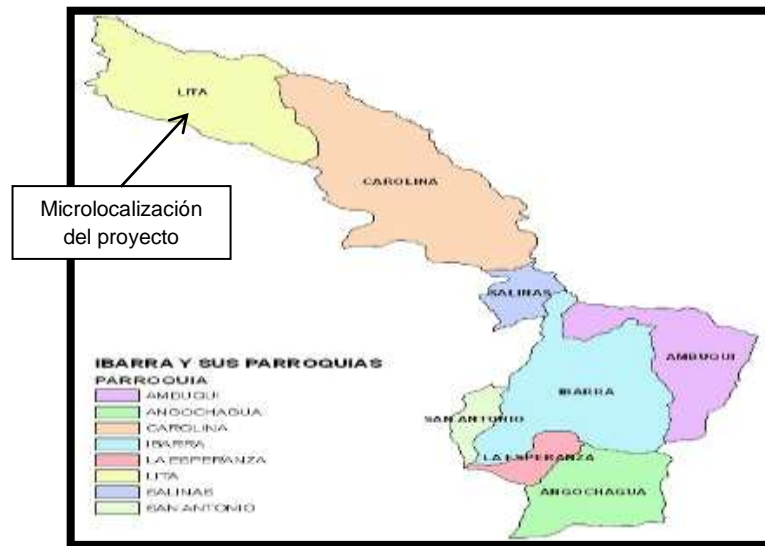 LITA
CAROLINA
Microlocalización
del proyecto
SALINAS
AMBUQUI
IBARRA
SAN ANTONIO
LA ESPERANZA
ANGOCHAGUA
IBARRA Y SUS PARROQUIAS
PARROQUIA
AMBUQUI
ANGOCHAGUA
CAROLINA
IBARRA
LA ESPERANZA
LITA
SALINAS
SAN ANTONIO